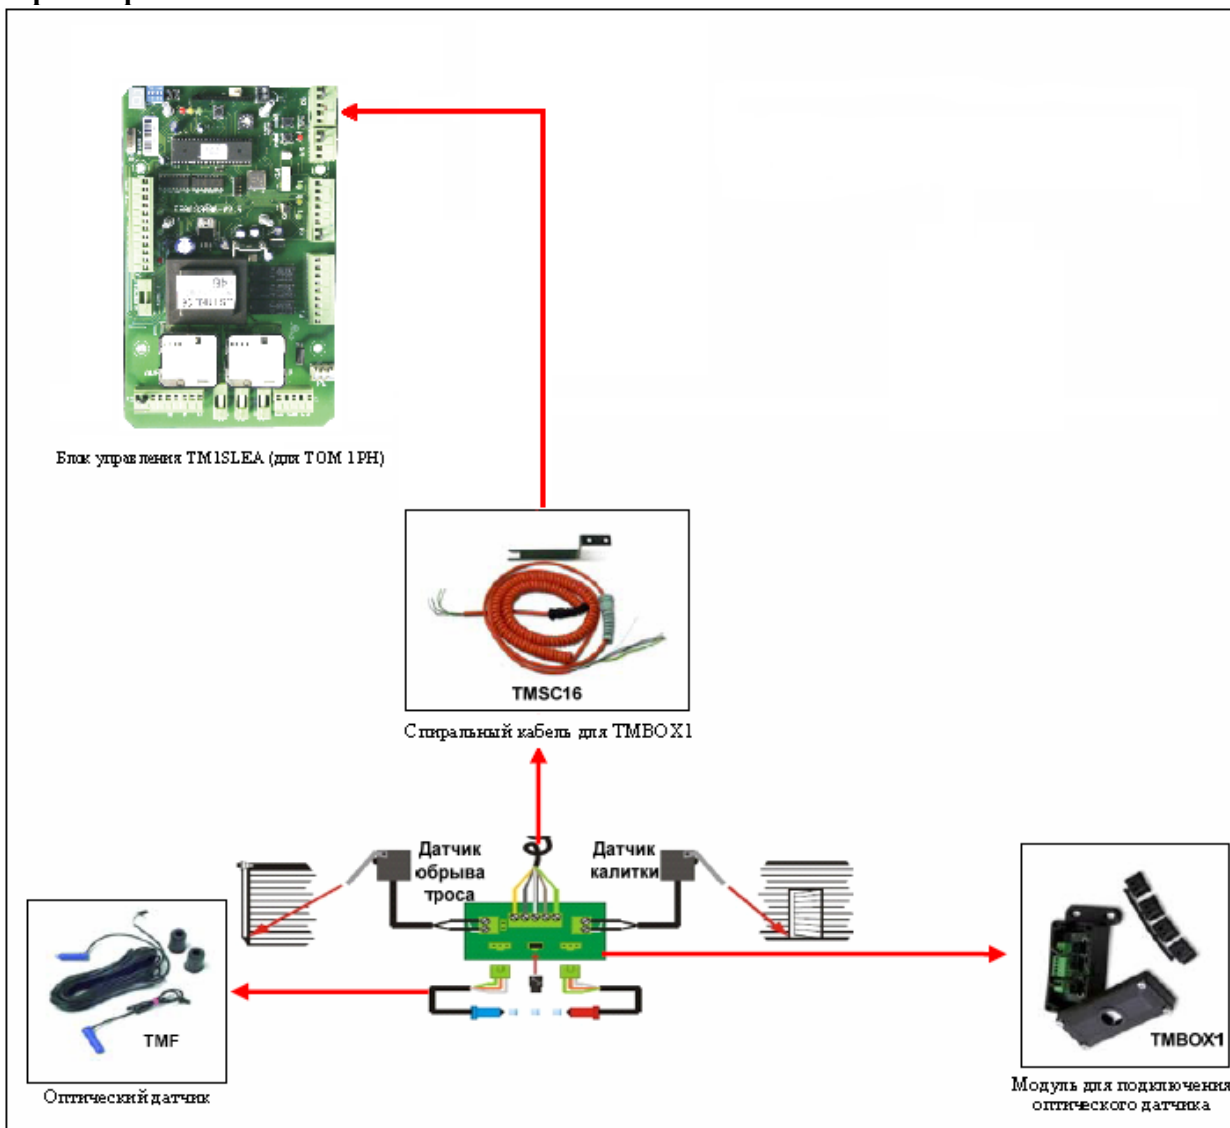 Блок управления TM1SLEA (для TOM 1PH)
TMSC16
Спиральный кабель для TMBOX1
Датчик
обрыва
троса
Датчик
калитки
TMF
Оптический датчик
TMBOX1
Модуль для подключения
оптического датчика